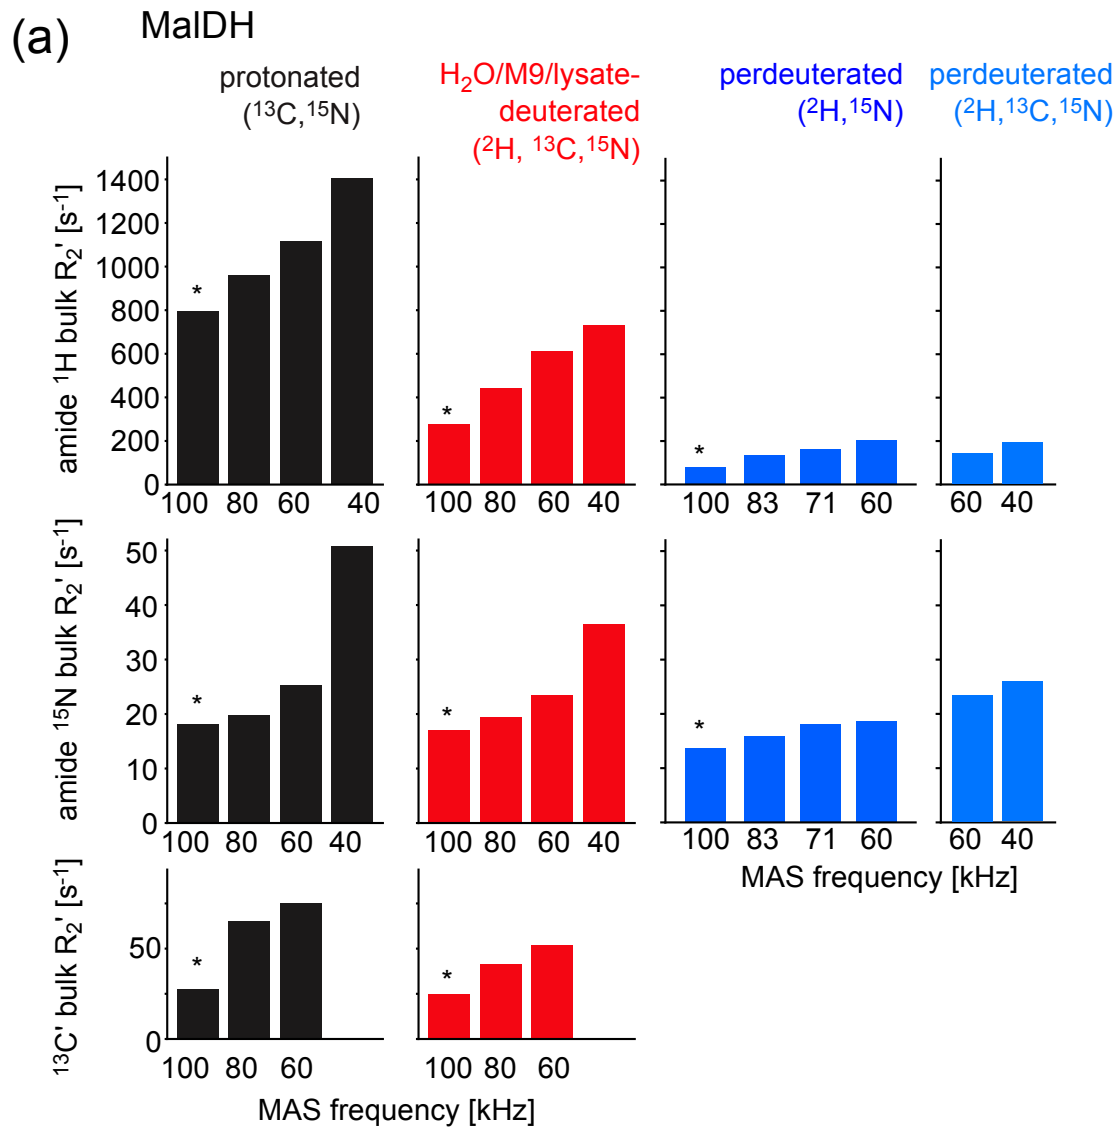 (a)
MalDH
protonated
(¹³C,¹⁵N)
H₂O/M9/lysate-
deuterated
(²H, ¹³C,¹⁵N)
perdeuterated
(²H,¹⁵N)
perdeuterated
(²H,¹³C,¹⁵N)
amide ¹H bulk R₂' [s⁻¹]
1400
1200
1000
800
600
400
200
0
*
*
*
100 80 60 40
100 80 60 40
100 83 71 60
60 40
amide ¹⁵N bulk R₂' [s⁻¹]
50
40
30
20
10
0
*
*
*
100 80 60 40
100 80 60 40
100 83 71 60
60 40
MAS frequency [kHz]
¹³C' bulk R₂' [s⁻¹]
50
0
*
*
100 80 60
100 80 60
MAS frequency [kHz]